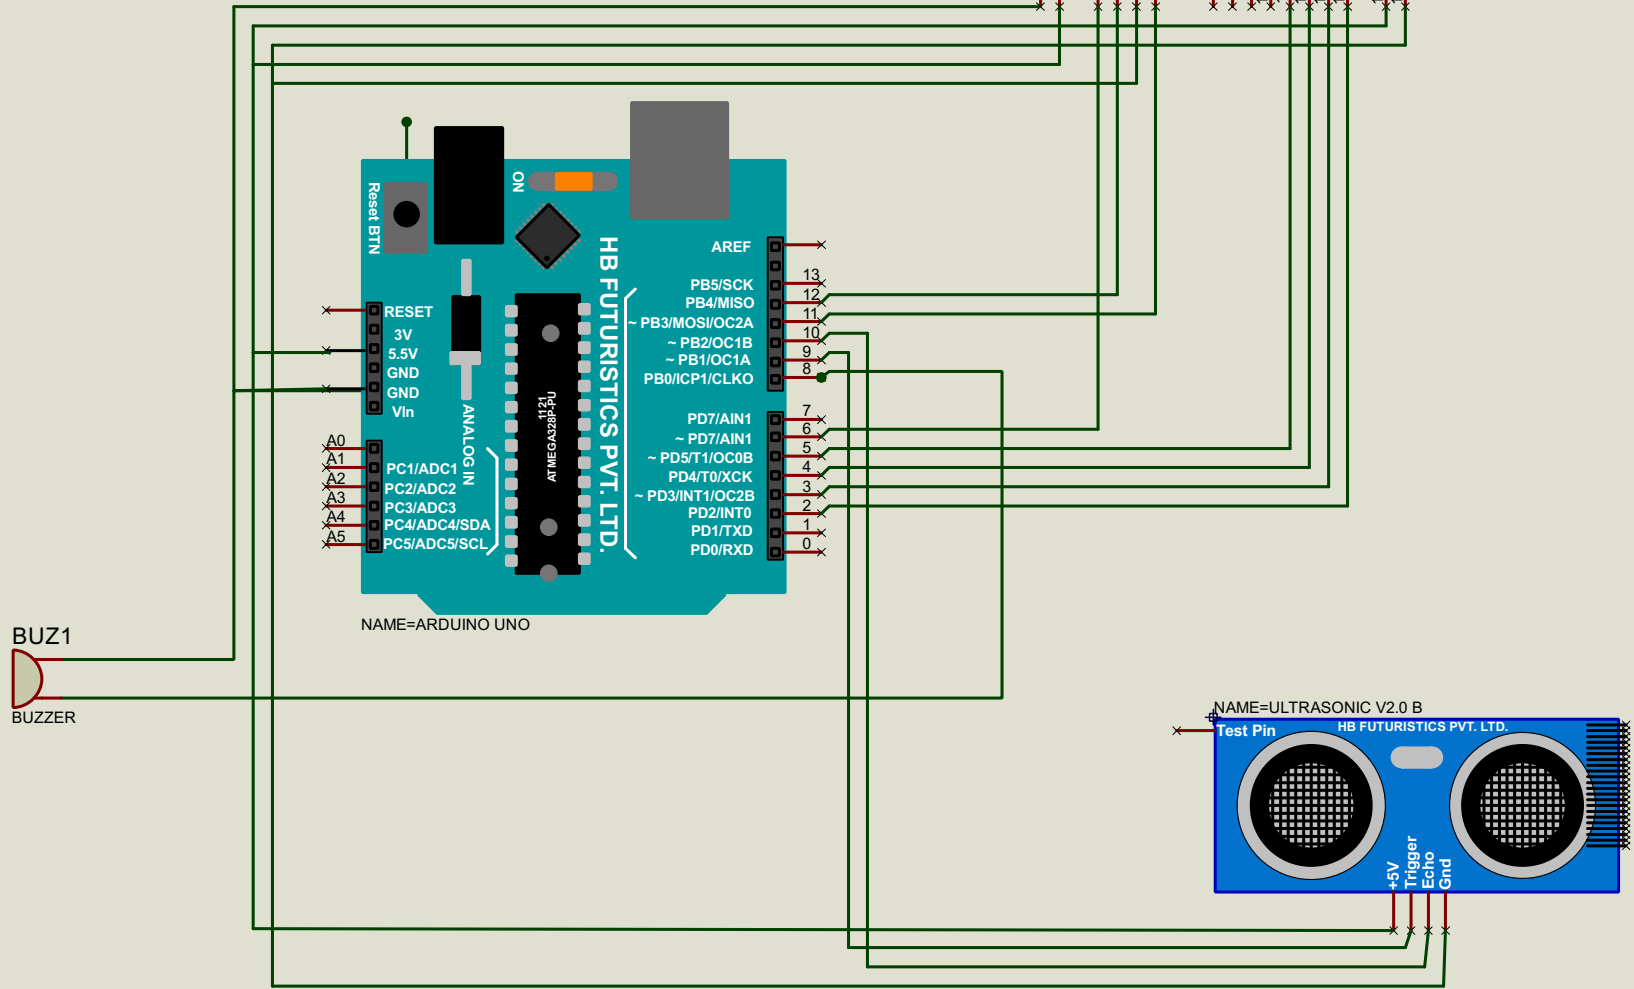 Reset BTN
ON
HB FUTURISTICS PVT. LTD.
RESET
3V
5.5V
GND
GND
VIn
ANALOG IN
1121
ATMEGA328P-PU
A0
A1
PC1/ADC1
A2
PC2/ADC2
A3
PC3/ADC3
A4
PC4/ADC4/SDA
A5
PC5/ADC5/SCL
AREF
PB5/SCK
13
PB4/MISO
12
~ PB3/MOSI/OC2A
11
~ PB2/OC1B
10
~ PB1/OC1A
9
PB0/ICP1/CLKO
8
PD7/AIN1
7
~ PD7/AIN1
6
~ PD5/T1/OC0B
5
PD4/T0/XCK
4
~ PD3/INT1/OC2B
3
PD2/INT0
2
PD1/TXD
1
PD0/RXD
0
NAME=ARDUINO UNO
BUZ1
BUZZER
NAME=ULTRASONIC V2.0 B
Test Pin
HB FUTURISTICS PVT. LTD.
+5V
Trigger
Echo
Gnd